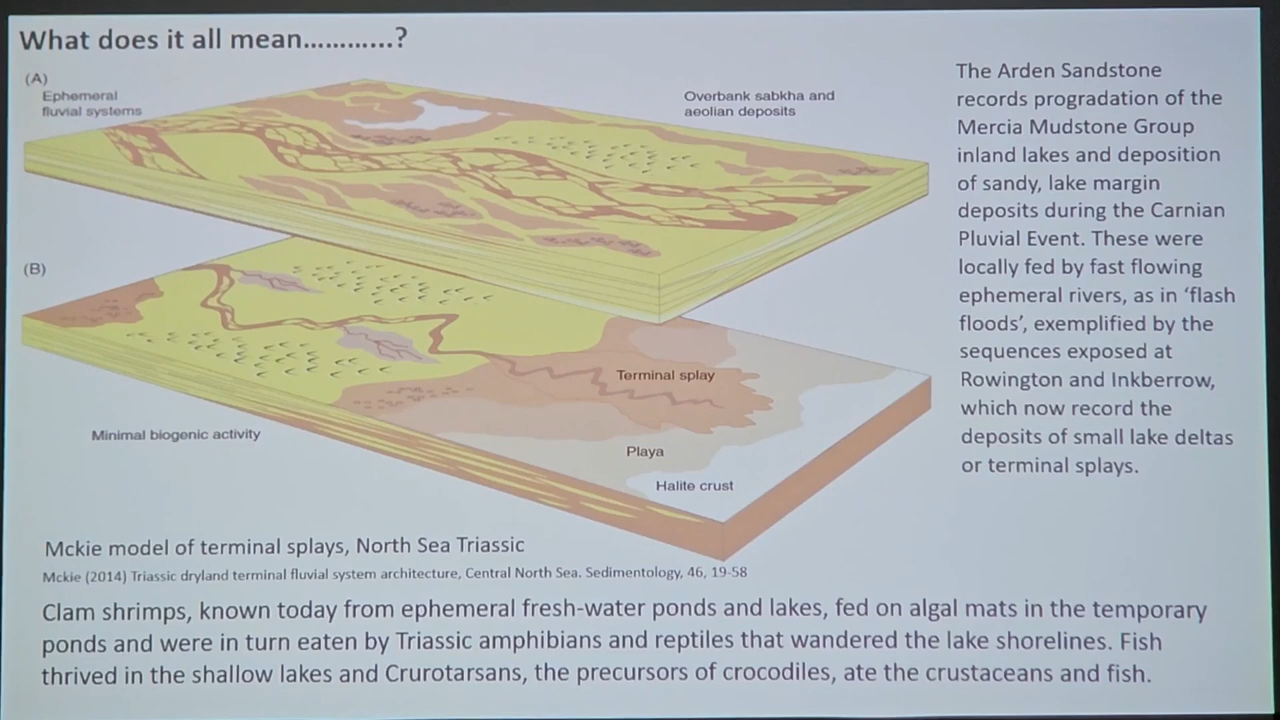 What does it all mean............?
(A)
Ephemeral
fluvial systems
Overbank sabkha and
aeolian deposits
The Arden Sandstone
records progradation of the
Mercia Mudstone Group
inland lakes and deposition
of sandy, lake margin
deposits during the Carnian
Pluvial Event. These were
locally fed by fast flowing
ephemeral rivers, as in ‘flash
floods’, exemplified by the
sequences exposed at
Rowington and Inkberrow,
which now record the
deposits of small lake deltas
or terminal splays.
(B)
Terminal splay
Minimal biogenic activity
Playa
Halite crust
Mckie model of terminal splays, North Sea Triassic
Mckie (2014) Triassic dryland terminal fluvial system architecture, Central North Sea. Sedimentology, 46, 19-58
Clam shrimps, known today from ephemeral fresh-water ponds and lakes, fed on algal mats in the temporary
ponds and were in turn eaten by Triassic amphibians and reptiles that wandered the lake shorelines. Fish
thrived in the shallow lakes and Crurotarsans, the precursors of crocodiles, ate the crustaceans and fish.